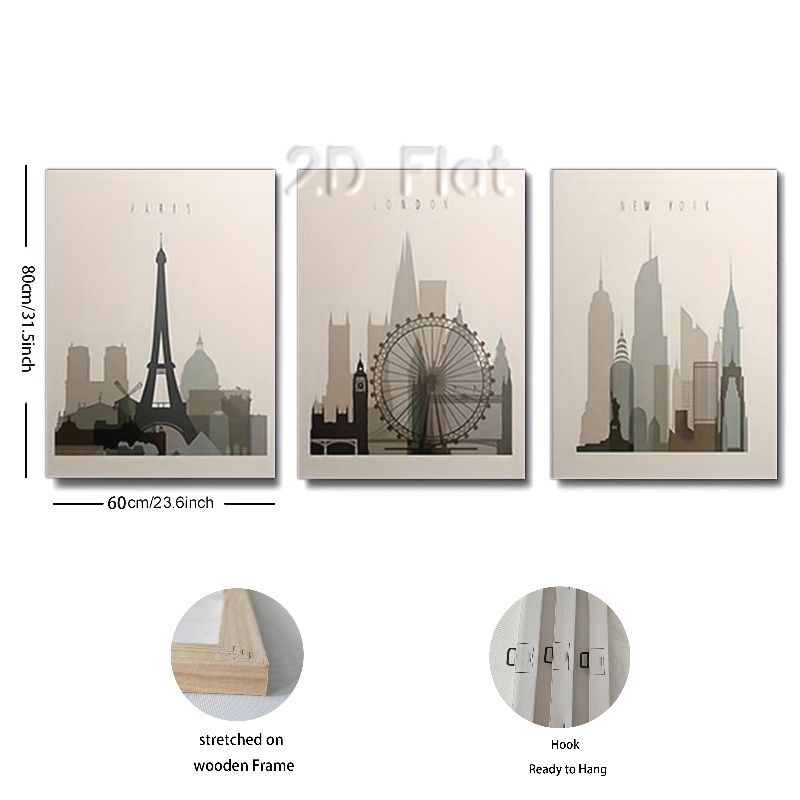 2.D Flat.
PARIS
LONDON
NEW YORK
80cm/31.5inch
60cm/23.6inch
stretched on
wooden Frame
Hook
Ready to Hang